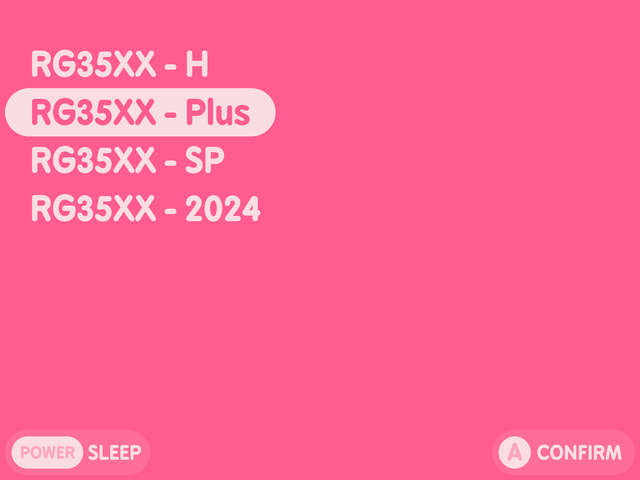 RG35XX - H
RG35XX - Plus
RG35XX - SP
RG35XX - 2024
POWER SLEEP
A CONFIRM